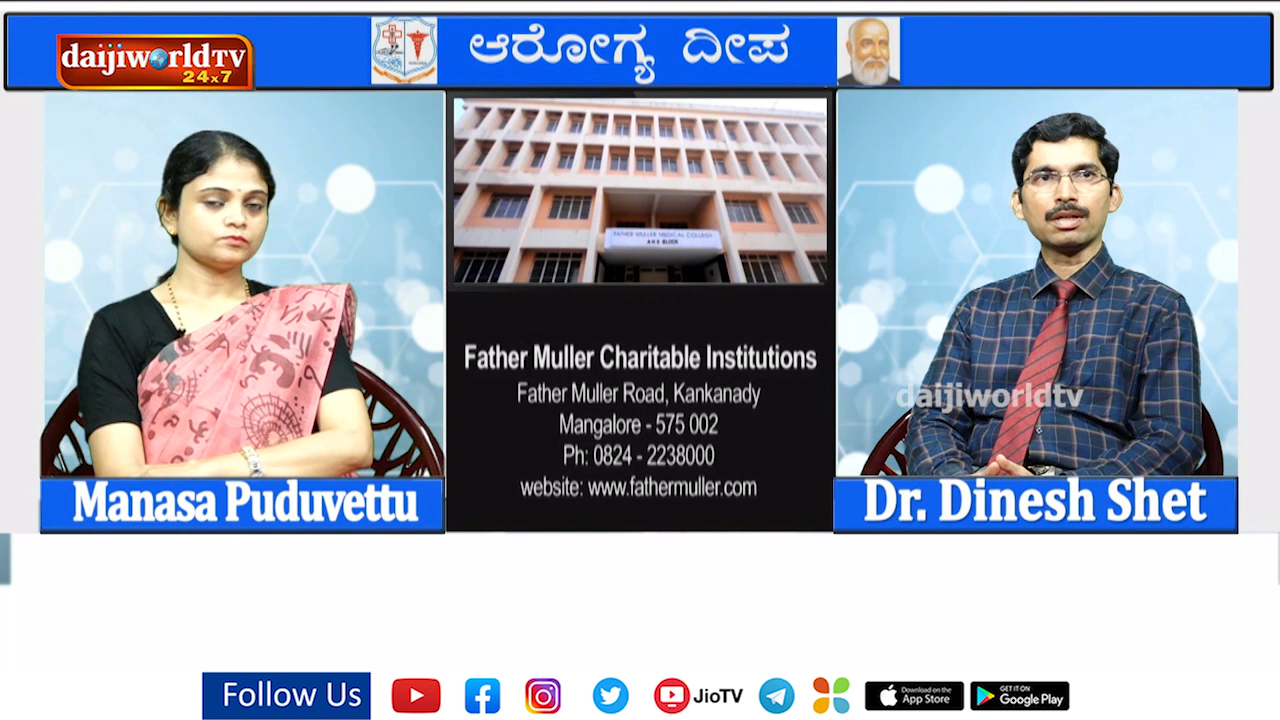 daijiworldTV
24x7
ಆರೋಗ್ಯ ದೀಪ
FATHER MULLER MEDICAL COLLEGE
A H S BLOCK
Father Muller Charitable Institutions
Father Muller Road, Kankanady
Mangalore - 575 002
Ph: 0824 - 2238000
website: www.fathermuller.com
daijiworldtv
Manasa Puduvettu
Dr. Dinesh Shet
Follow Us
JioTV
Download on the
App Store
GET IT ON
Google Play